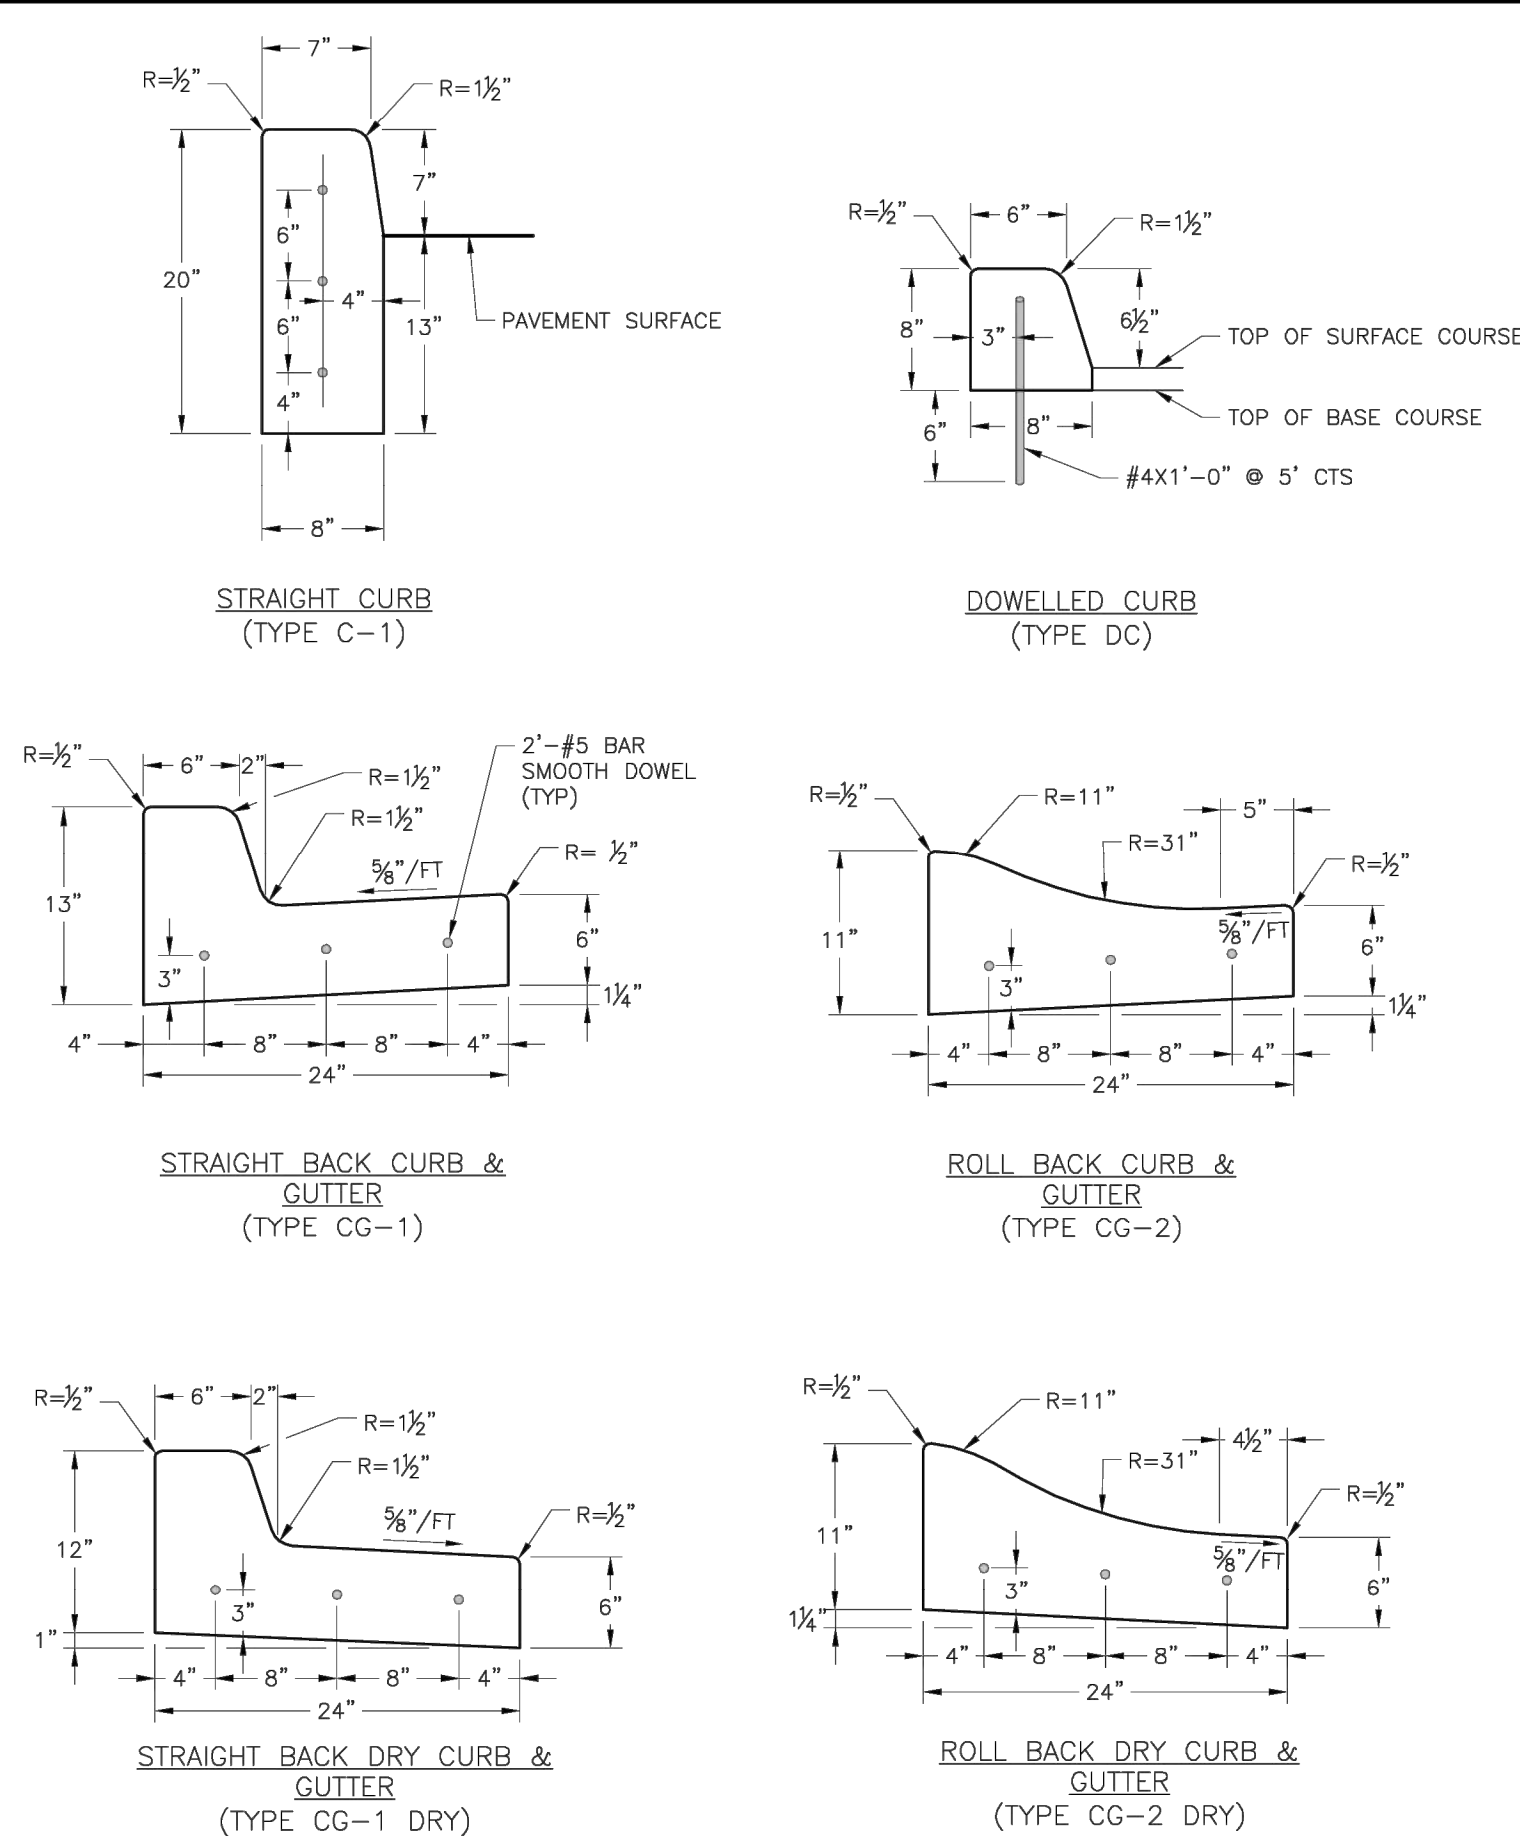 7”
R=½”
R=1½”
7”
6”
20”
4”
6”
13”
PAVEMENT SURFACE
4”
8”
STRAIGHT CURB
(TYPE C–1)
R=½”
6”
R=1½”
8”
3”
6½”
TOP OF SURFACE COURSE
TOP OF BASE COURSE
6”
8”
#4X1’–0” @ 5’ CTS
DOWELLED CURB
(TYPE DC)
R=½”
6”
2”
R=1½”
R=1½”
2’–#5 BAR
SMOOTH DOWEL
(TYP)
⅝”/FT
R= ½”
13”
3”
6”
1¼”
4”
8”
8”
4”
24”
STRAIGHT BACK CURB &
GUTTER
(TYPE CG–1)
R=½”
R=11”
R=31”
5”
R=½”
11”
⅝”/FT
6”
3”
1¼”
4”
8”
8”
4”
24”
ROLL BACK CURB &
GUTTER
(TYPE CG–2)
R=½”
6”
2”
R=1½”
R=1½”
⅝”/FT
R=½”
12”
3”
6”
1”
4”
8”
8”
4”
24”
STRAIGHT BACK DRY CURB &
GUTTER
(TYPE CG–1 DRY)
R=½”
R=11”
R=31”
4½”
R=½”
11”
⅝”/FT
3”
6”
1¼”
4”
8”
8”
4”
24”
ROLL BACK DRY CURB &
GUTTER
(TYPE CG–2 DRY)